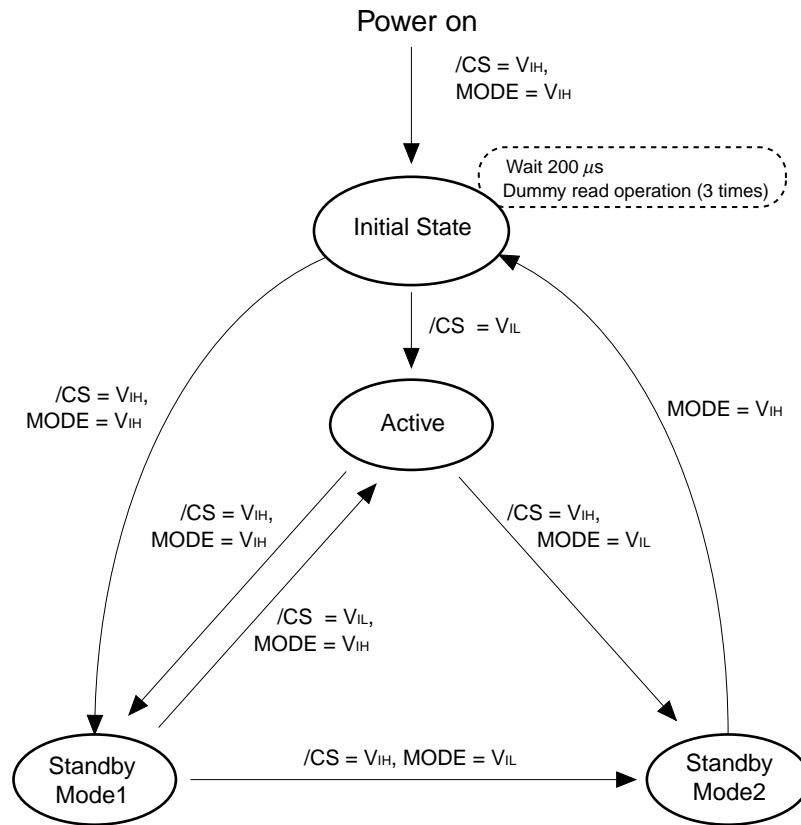 Power on
/CS = VIH,
MODE = VIH
Wait 200 μs
Dummy read operation (3 times)
Initial State
/CS = VIL
/CS = VIH,
MODE = VIH
MODE = VIH
Active
/CS = VIH,
MODE = VIH
/CS = VIH,
MODE = VIL
/CS = VIL,
MODE = VIH
/CS = VIH, MODE = VIL
Standby
Mode1
Standby
Mode2